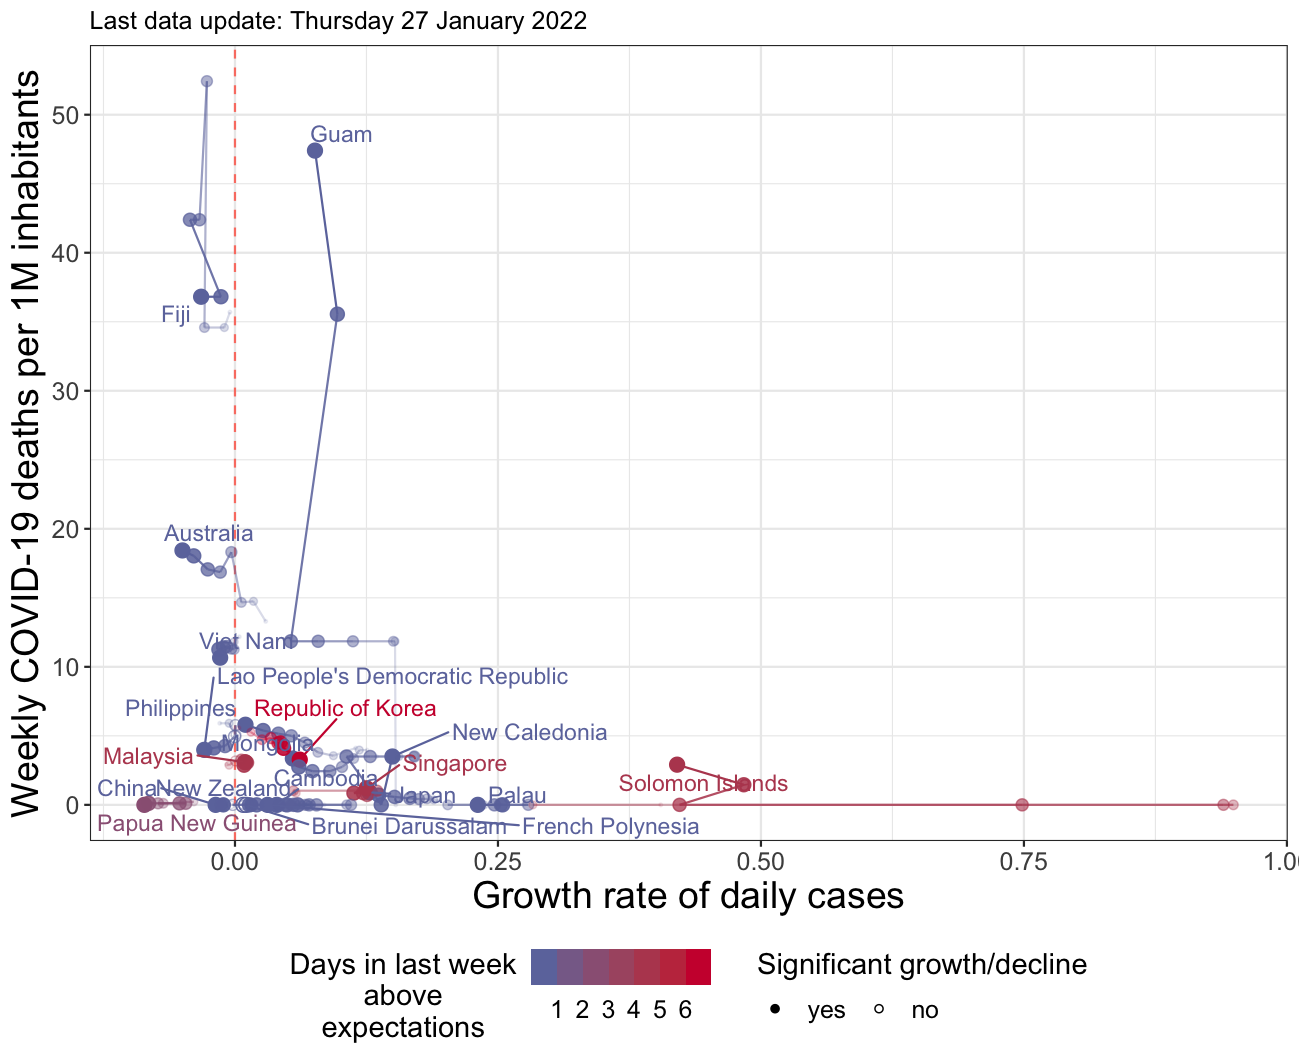 Last data update: Thursday 27 January 2022
Weekly COVID-19 deaths per 1M inhabitants
50
40
30
20
10
0
Guam
Fiji
Australia
Viet Nam
Lao People's Democratic Republic
Philippines
Republic of Korea
New Caledonia
Mongolia
Malaysia
Singapore
Cambodia
Solomon Islands
China
New Zealand
Japan
Palau
Papua New Guinea
Brunei Darussalam
French Polynesia
0.00
0.25
0.50
0.75
1.00
Growth rate of daily cases
Days in last week
above
expectations
1 2 3 4 5 6
Significant growth/decline
yes
no